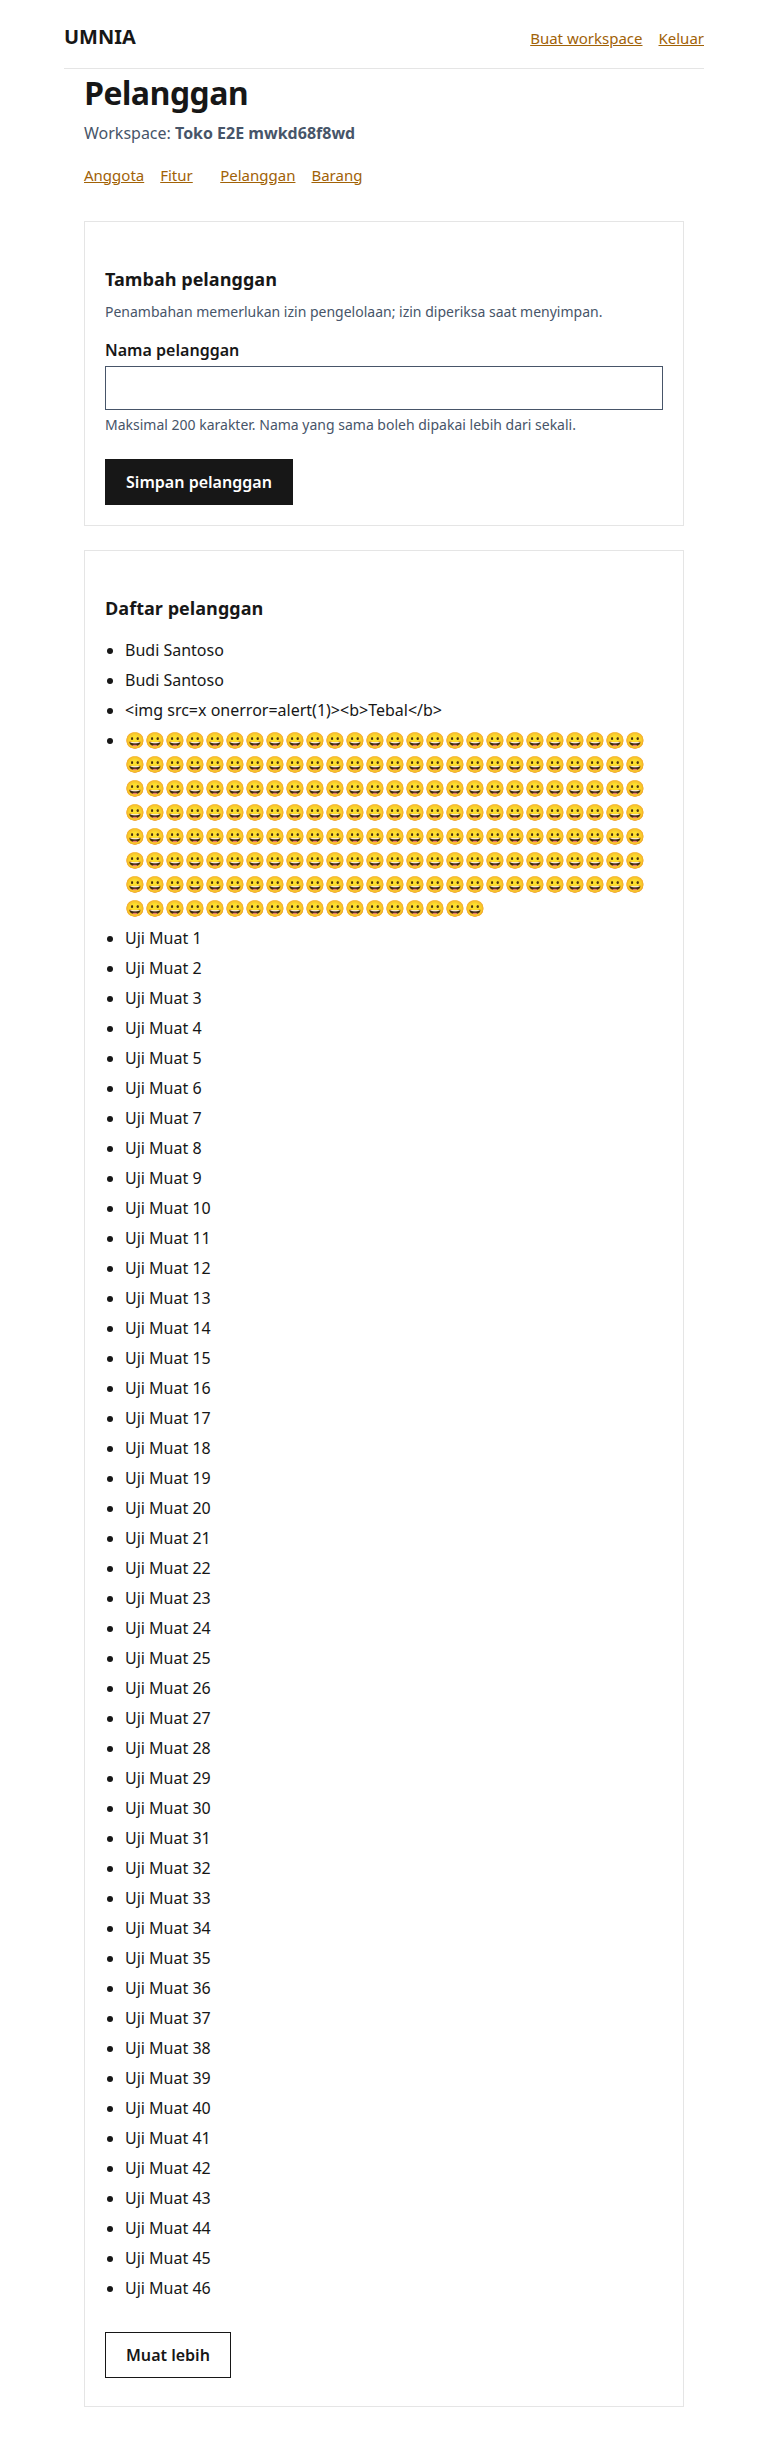 UMNIA
Buat workspace Keluar
Pelanggan
Workspace: Toko E2E mwkd68f8wd
Anggota Fitur Pelanggan Barang
Tambah pelanggan
Penambahan memerlukan izin pengelolaan; izin diperiksa saat menyimpan.
Nama pelanggan
Maksimal 200 karakter. Nama yang sama boleh dipakai lebih dari sekali.
Simpan pelanggan
Daftar pelanggan
Budi Santoso
Budi Santoso
<img src=x onerror=alert(1)><b>Tebal</b>
😀😀😀😀😀😀😀😀😀😀😀😀😀😀😀😀😀😀😀😀😀😀😀😀😀😀
😀😀😀😀😀😀😀😀😀😀😀😀😀😀😀😀😀😀😀😀😀😀😀😀😀😀
😀😀😀😀😀😀😀😀😀😀😀😀😀😀😀😀😀😀😀😀😀😀😀😀😀😀
😀😀😀😀😀😀😀😀😀😀😀😀😀😀😀😀😀😀😀😀😀😀😀😀😀😀
😀😀😀😀😀😀😀😀😀😀😀😀😀😀😀😀😀😀😀😀😀😀😀😀😀😀
😀😀😀😀😀😀😀😀😀😀😀😀😀😀😀😀😀😀😀😀😀😀😀😀😀😀
😀😀😀😀😀😀😀😀😀😀😀😀😀😀😀😀😀😀😀😀😀😀😀😀😀😀
😀😀😀😀😀😀😀😀😀😀😀😀😀😀😀😀😀😀
Uji Muat 1
Uji Muat 2
Uji Muat 3
Uji Muat 4
Uji Muat 5
Uji Muat 6
Uji Muat 7
Uji Muat 8
Uji Muat 9
Uji Muat 10
Uji Muat 11
Uji Muat 12
Uji Muat 13
Uji Muat 14
Uji Muat 15
Uji Muat 16
Uji Muat 17
Uji Muat 18
Uji Muat 19
Uji Muat 20
Uji Muat 21
Uji Muat 22
Uji Muat 23
Uji Muat 24
Uji Muat 25
Uji Muat 26
Uji Muat 27
Uji Muat 28
Uji Muat 29
Uji Muat 30
Uji Muat 31
Uji Muat 32
Uji Muat 33
Uji Muat 34
Uji Muat 35
Uji Muat 36
Uji Muat 37
Uji Muat 38
Uji Muat 39
Uji Muat 40
Uji Muat 41
Uji Muat 42
Uji Muat 43
Uji Muat 44
Uji Muat 45
Uji Muat 46
Muat lebih